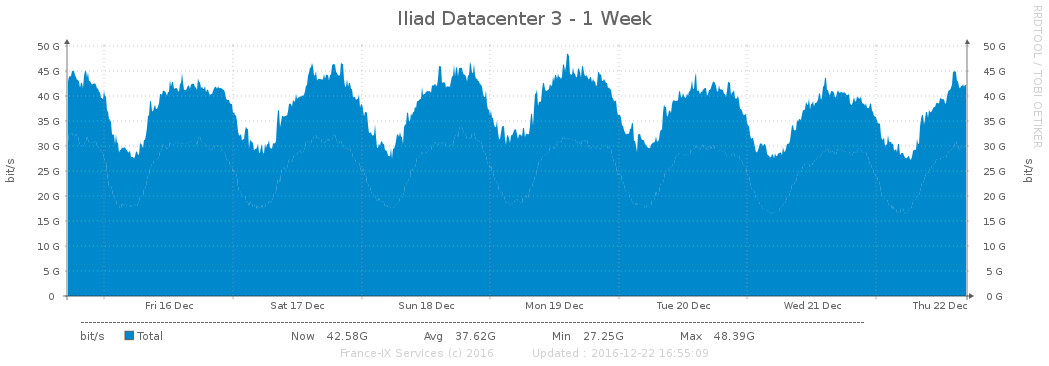 Iliad Datacenter 3 - 1 Week
RRDTOOL / TOBI OETIKER
bit/s
50 G
45 G
40 G
35 G
30 G
25 G
20 G
15 G
10 G
5 G
0
50 G
45 G
40 G
35 G
30 G
25 G
20 G
15 G
10 G
5 G
0 G
bit/s
Fri 16 Dec Sat 17 Dec Sun 18 Dec Mon 19 Dec Tue 20 Dec Wed 21 Dec Thu 22 Dec
bit/s Total Now 42.58G Avg 37.62G Min 27.25G Max 48.39G
France-IX Services (c) 2016 Updated : 2016-12-22 16:55:09